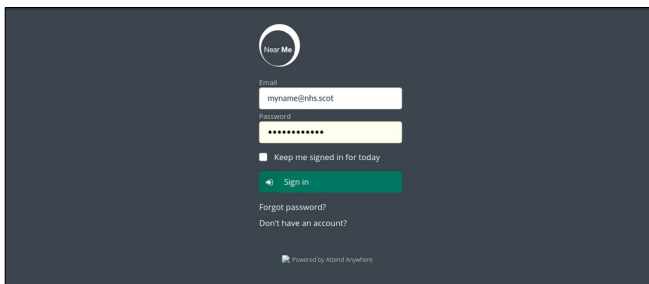 Near Me
Email
myname@nhs.scot
Password
••••••••••••
Keep me signed in for today
Sign in
Forgot password?
Don't have an account?
Powered by Attend Anywhere